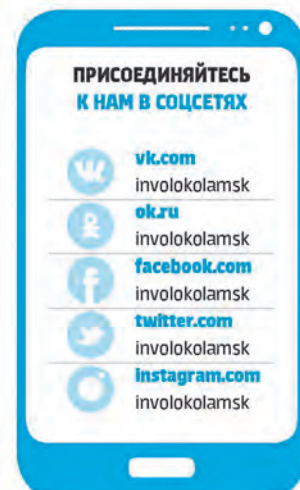 ПРИСОЕДИНЯЙТЕСЬ
К НАМ В СОЦСЕТЯХ
vk.com
involokolamsk
ok.ru
involokolamsk
facebook.com
involokolamsk
twitter.com
involokolamsk
instagram.com
involokolamsk